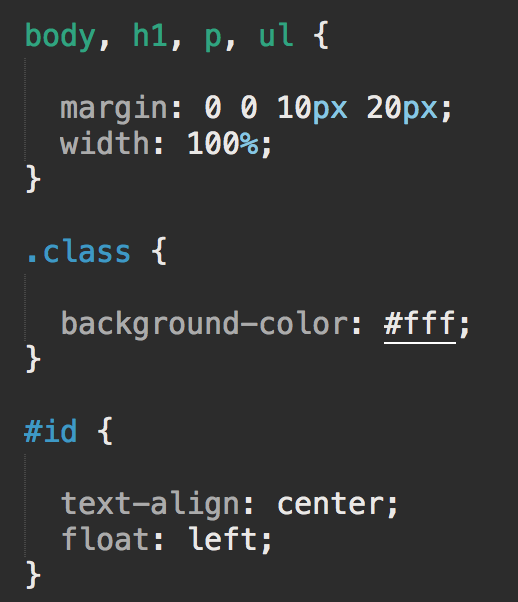 body, h1, p, ul {
margin: 0 0 10px 20px;
width: 100%;
}
.class {
background-color: #fff;
}
#id {
text-align: center;
float: left;
}